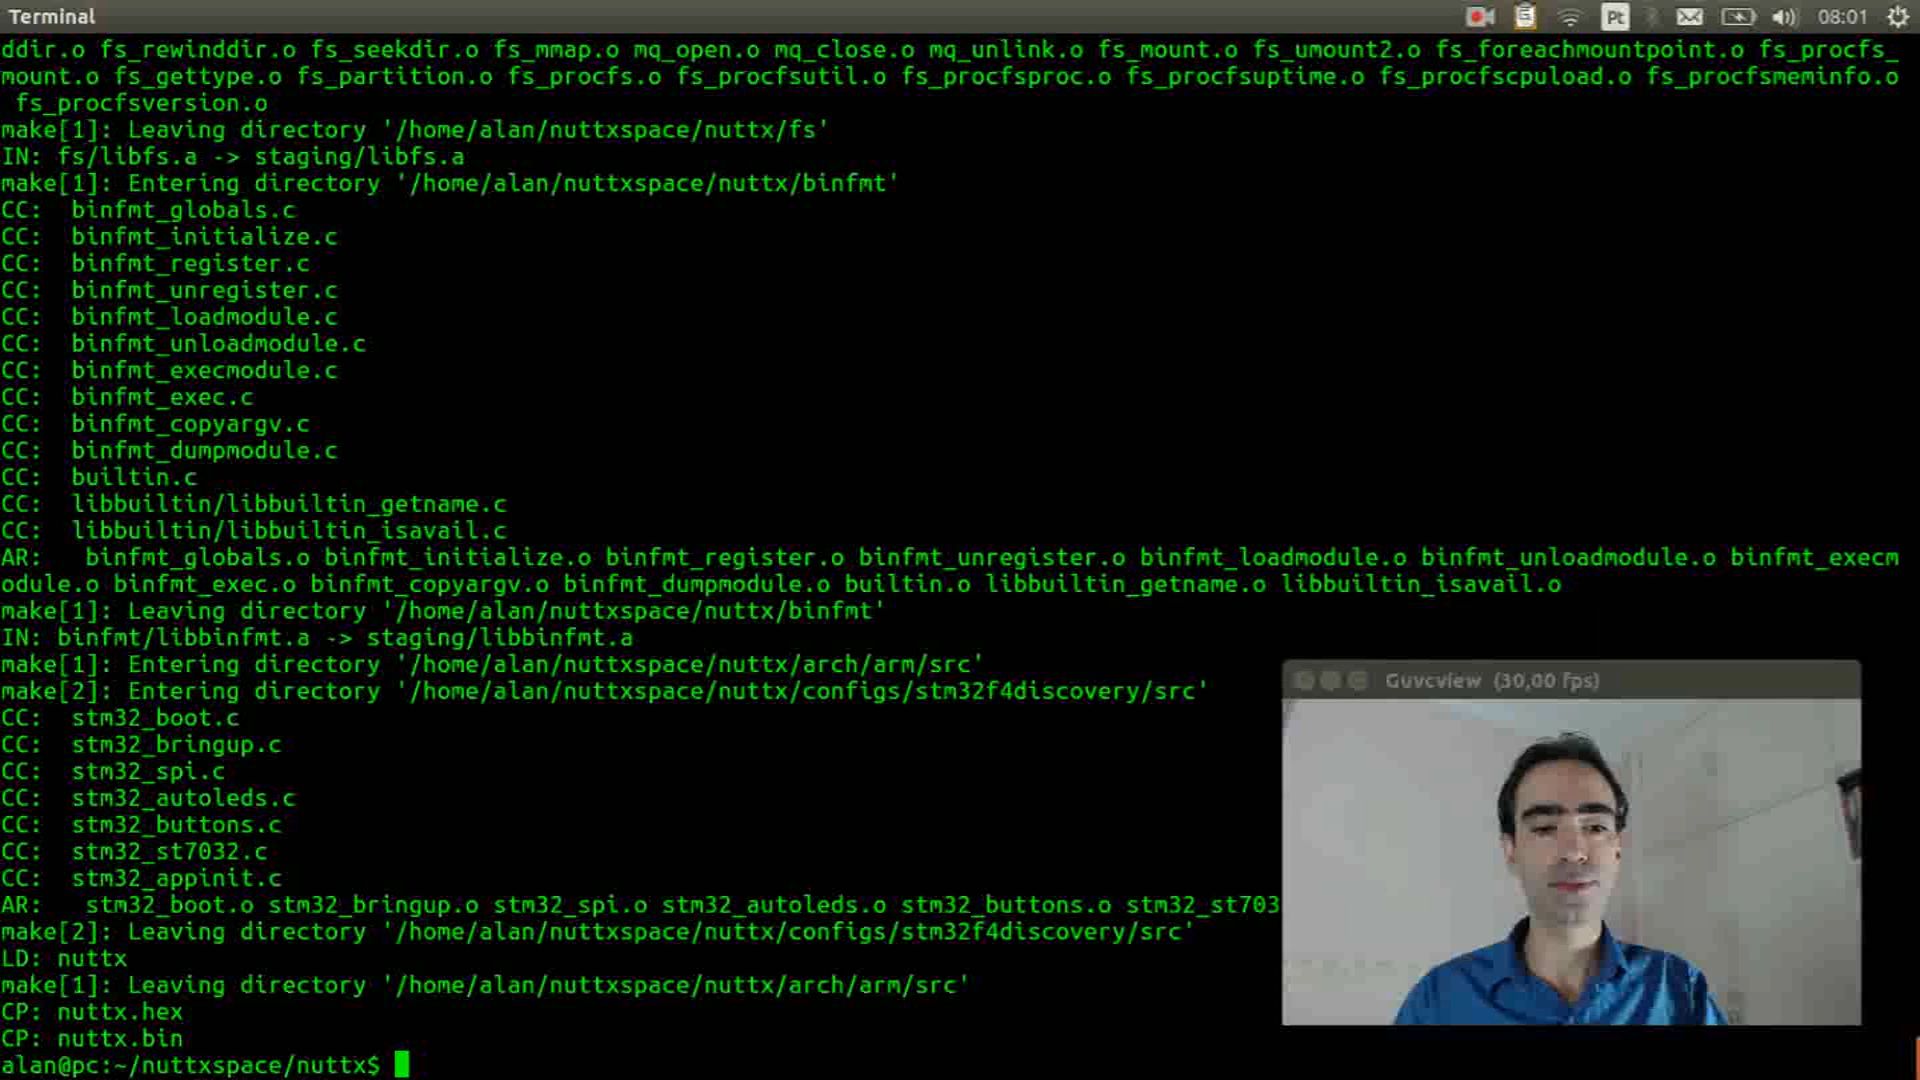 Terminal
Pt
08:01
ddir.o fs_rewinddir.o fs_seekdir.o fs_mmap.o mq_open.o mq_close.o mq_unlink.o fs_mount.o fs_umount2.o fs_foreachmountpoint.o fs_procfs_
mount.o fs_gettype.o fs_partition.o fs_procfs.o fs_procfsutil.o fs_procfsproc.o fs_procfsuptime.o fs_procfscpuload.o fs_procfsmeminfo.o
fs_procfsversion.o
make[1]: Leaving directory '/home/alan/nuttxspace/nuttx/fs'
IN: fs/libfs.a -> staging/libfs.a
make[1]: Entering directory '/home/alan/nuttxspace/nuttx/binfmt'
CC:  binfmt_globals.c
CC:  binfmt_initialize.c
CC:  binfmt_register.c
CC:  binfmt_unregister.c
CC:  binfmt_loadmodule.c
CC:  binfmt_unloadmodule.c
CC:  binfmt_execmodule.c
CC:  binfmt_exec.c
CC:  binfmt_copyargv.c
CC:  binfmt_dumpmodule.c
CC:  builtin.c
CC:  libbuiltin/libbuiltin_getname.c
CC:  libbuiltin/libbuiltin_isavail.c
AR:   binfmt_globals.o binfmt_initialize.o binfmt_register.o binfmt_unregister.o binfmt_loadmodule.o binfmt_unloadmodule.o binfmt_execm
odule.o binfmt_exec.o binfmt_copyargv.o binfmt_dumpmodule.o builtin.o libbuiltin_getname.o libbuiltin_isavail.o
make[1]: Leaving directory '/home/alan/nuttxspace/nuttx/binfmt'
IN: binfmt/libbinfmt.a -> staging/libbinfmt.a
make[1]: Entering directory '/home/alan/nuttxspace/nuttx/arch/arm/src'
make[2]: Entering directory '/home/alan/nuttxspace/nuttx/configs/stm32f4discovery/src'
CC:  stm32_boot.c
CC:  stm32_bringup.c
CC:  stm32_spi.c
CC:  stm32_autoleds.c
CC:  stm32_buttons.c
CC:  stm32_st7032.c
CC:  stm32_appinit.c
AR:   stm32_boot.o stm32_bringup.o stm32_spi.o stm32_autoleds.o stm32_buttons.o stm32_st703
make[2]: Leaving directory '/home/alan/nuttxspace/nuttx/configs/stm32f4discovery/src'
LD: nuttx
make[1]: Leaving directory '/home/alan/nuttxspace/nuttx/arch/arm/src'
CP: nuttx.hex
CP: nuttx.bin
alan@pc:~/nuttxspace/nuttx$
Guvcview (30,00 fps)